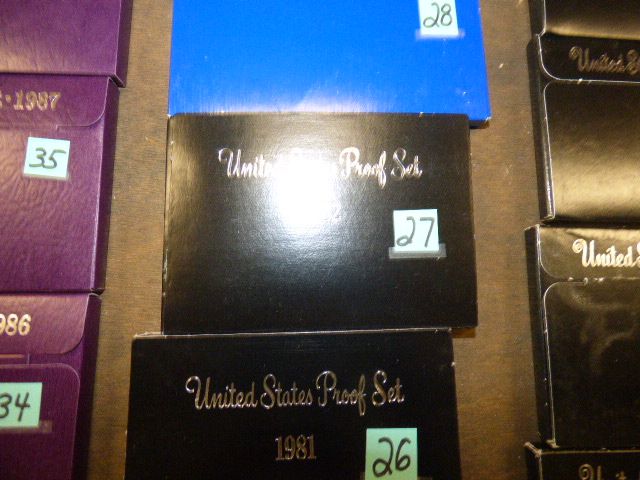 28
· 1987
35
United States Proof Set
27
United
United S
986
34
United States Proof Set
1981
26